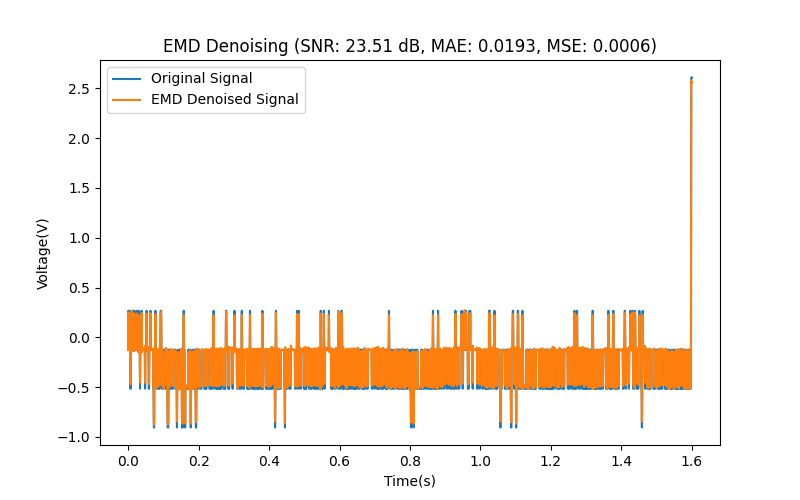 EMD Denoising (SNR: 23.51 dB, MAE: 0.0193, MSE: 0.0006)
Original Signal
EMD Denoised Signal
2.5
2.0
1.5
1.0
0.5
0.0
−0.5
−1.0
Voltage(V)
0.0 0.2 0.4 0.6 0.8 1.0 1.2 1.4 1.6
Time(s)